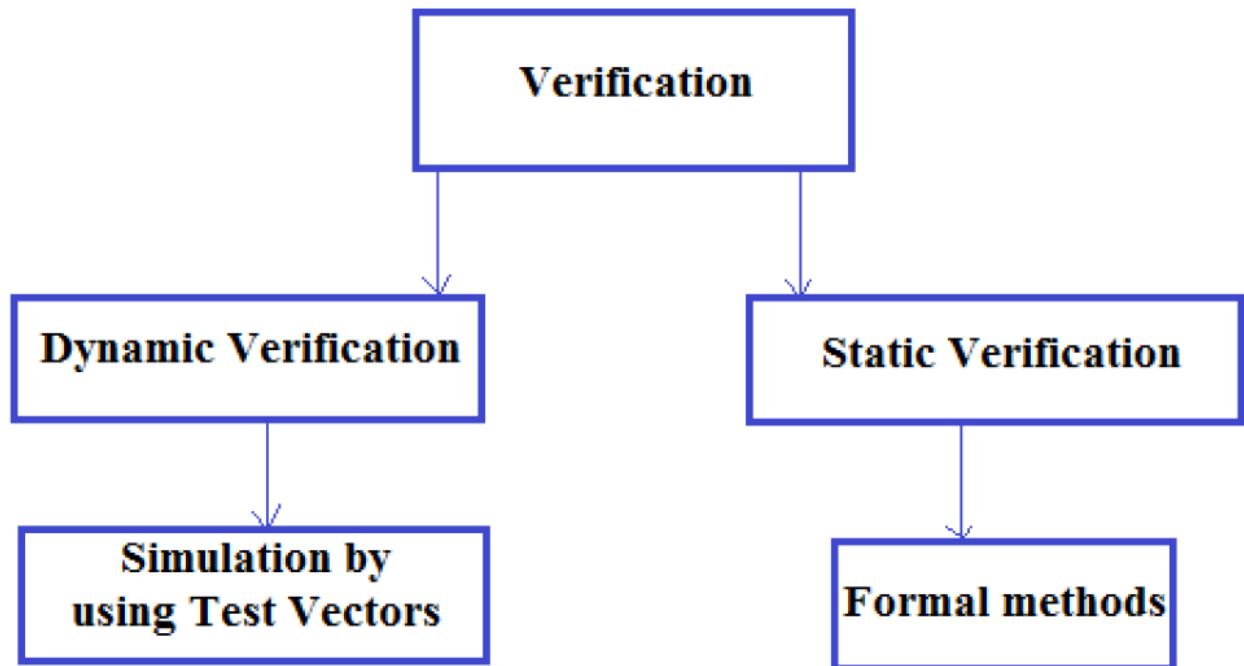 Verification
Dynamic Verification
Static Verification
Simulation by
using Test Vectors
Formal methods